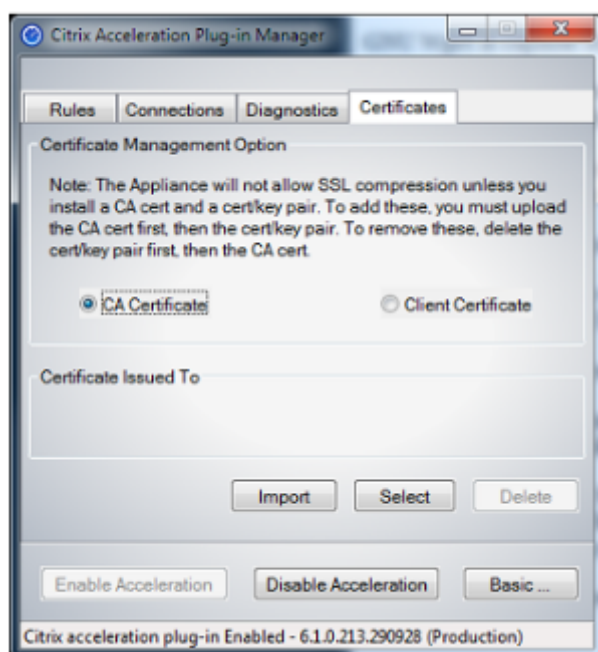 Citrix Acceleration Plug-in Manager
Rules Connections Diagnostics Certificates
Certificate Management Option
Note: The Appliance will not allow SSL compression unless you
install a CA cert and a cert/key pair. To add these, you must upload
the CA cert first, then the cert/key pair. To remove these, delete the
cert/key pair first, then the CA cert.
CA Certificate Client Certificate
Certificate Issued To
Import Select Delete
Enable Acceleration Disable Acceleration Basic ...
Citrix acceleration plug-in Enabled - 6.1.0.213.290928 (Production)